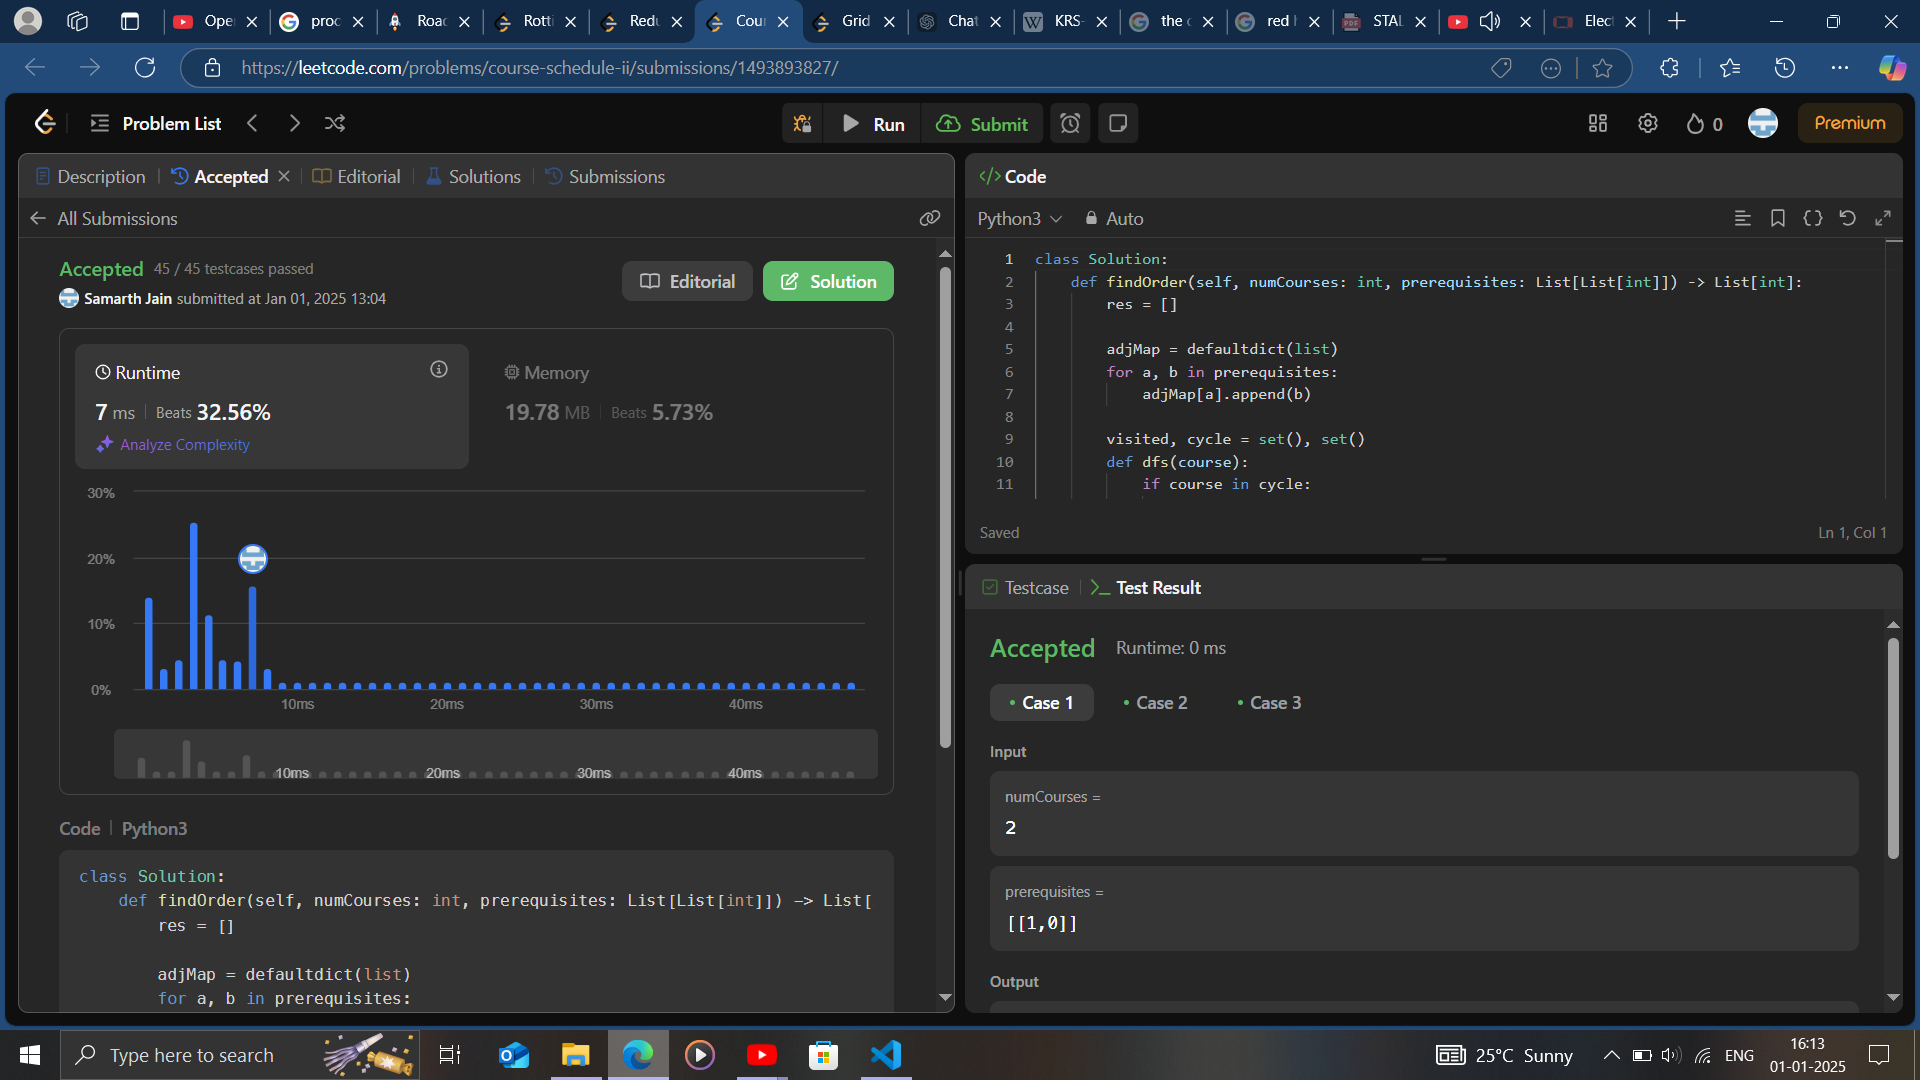 Oper
proc
Roac
Rotti
Redu
Cour
Grid
Chat
KRS-
the c
red h
STAL
Elect
https://leetcode.com/problems/course-schedule-ii/submissions/1493893827/
Problem List
Run
Submit
0
Premium
Description
Accepted
Editorial
Solutions
Submissions
All Submissions
Accepted 45 / 45 testcases passed
Samarth Jain submitted at Jan 01, 2025 13:04
Editorial
Solution
Runtime
7 ms Beats 32.56%
Analyze Complexity
Memory
19.78 MB Beats 5.73%
30%
20%
10%
0%
10ms 20ms 30ms 40ms
10ms 20ms 30ms 40ms
Code | Python3
class Solution:
def findOrder(self, numCourses: int, prerequisites: List[List[int]]) -> List[
res = []
adjMap = defaultdict(list)
for a, b in prerequisites:
</> Code
Python3 Auto
1 class Solution:
2 def findOrder(self, numCourses: int, prerequisites: List[List[int]]) -> List[int]:
3 res = []
4
5 adjMap = defaultdict(list)
6 for a, b in prerequisites:
7 adjMap[a].append(b)
8
9 visited, cycle = set(), set()
10 def dfs(course):
11 if course in cycle:
Saved
Ln 1, Col 1
Testcase
Test Result
Accepted Runtime: 0 ms
Case 1
Case 2
Case 3
Input
numCourses =
2
prerequisites =
[[1,0]]
Output
Type here to search
25°C Sunny
ENG
16:13
01-01-2025